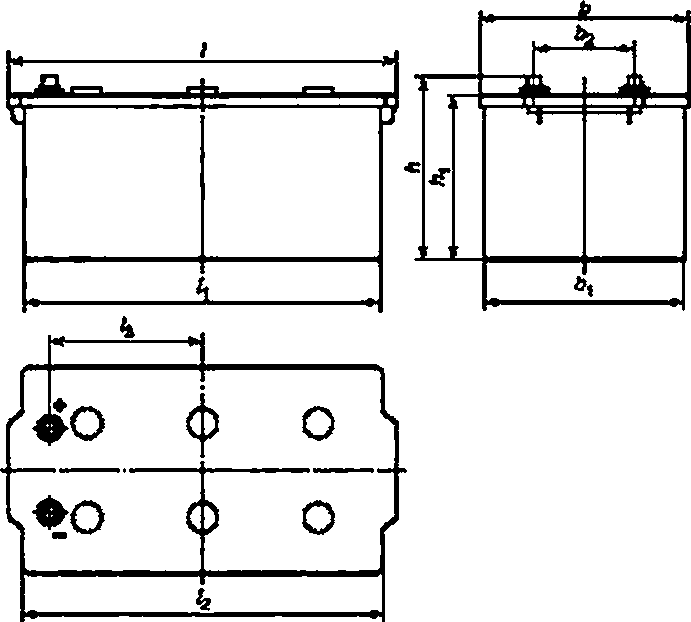 l
b
b₂
h
h₁
l₁
b₁
l₃
+
−
l₂